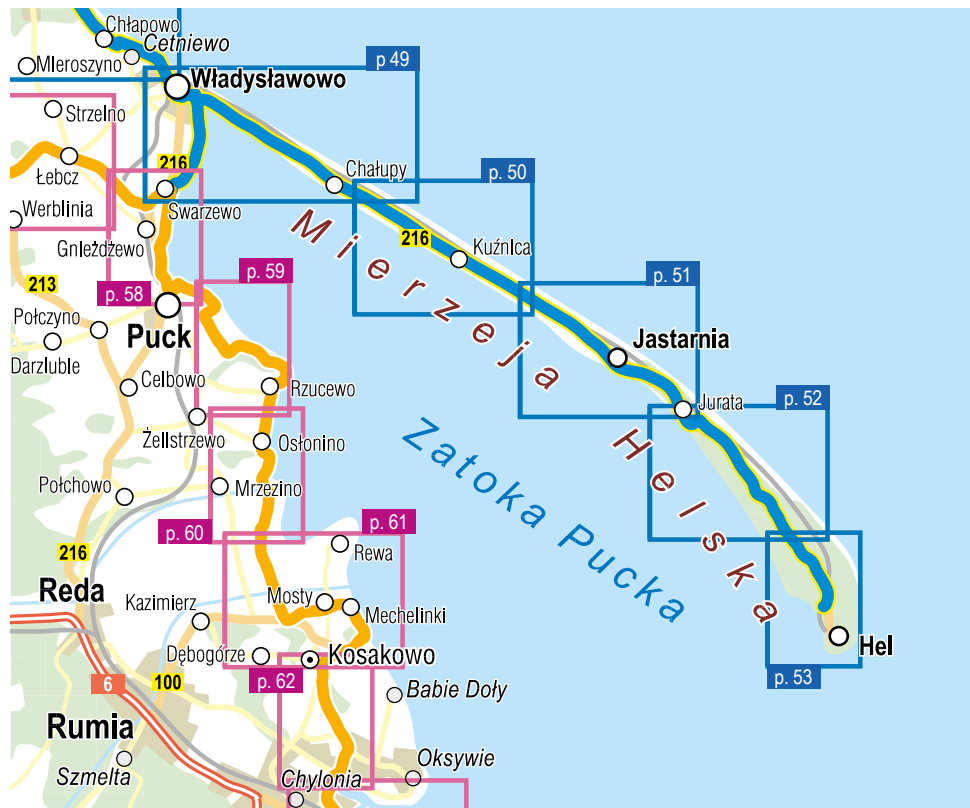 Chłapowo
Cetniewo
p 49
MIeroszyno
Władysławowo
Strzelno
Łebcz
216
Chałupy
p. 50
Swarzewo
Werblinia
Gnieżdżewo
Mierzeja
216
Kuźnica
213
p. 58
p. 59
p. 51
Połczyno
Puck
Darzlubie
Jastarnia
Celbowo
Rzucewo
p. 52
Jurata
Żellstrzewo
Osłonino
Zatoka Pucka
Helska
Połchowo
Mrzezino
p. 60
p. 61
216
Rewa
Reda
Kazimierz
Mosty
Mechelinki
Hel
Dębogórze
Kosakowo
p. 53
6
100
p. 62
Babie Doły
Rumia
Szmelta
Oksywie
Chylonia